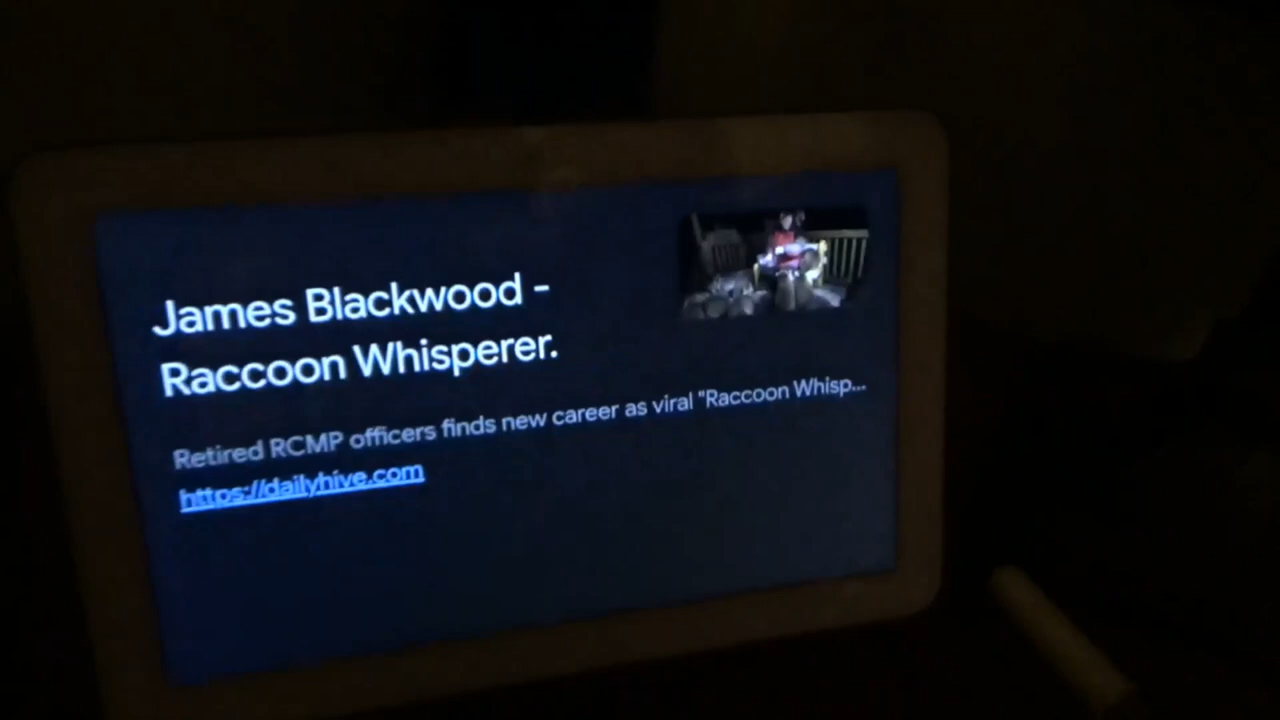 James Blackwood -
Raccoon Whisperer.
Retired RCMP officers finds new career as viral "Raccoon Whisp...
https://dailyhive.com